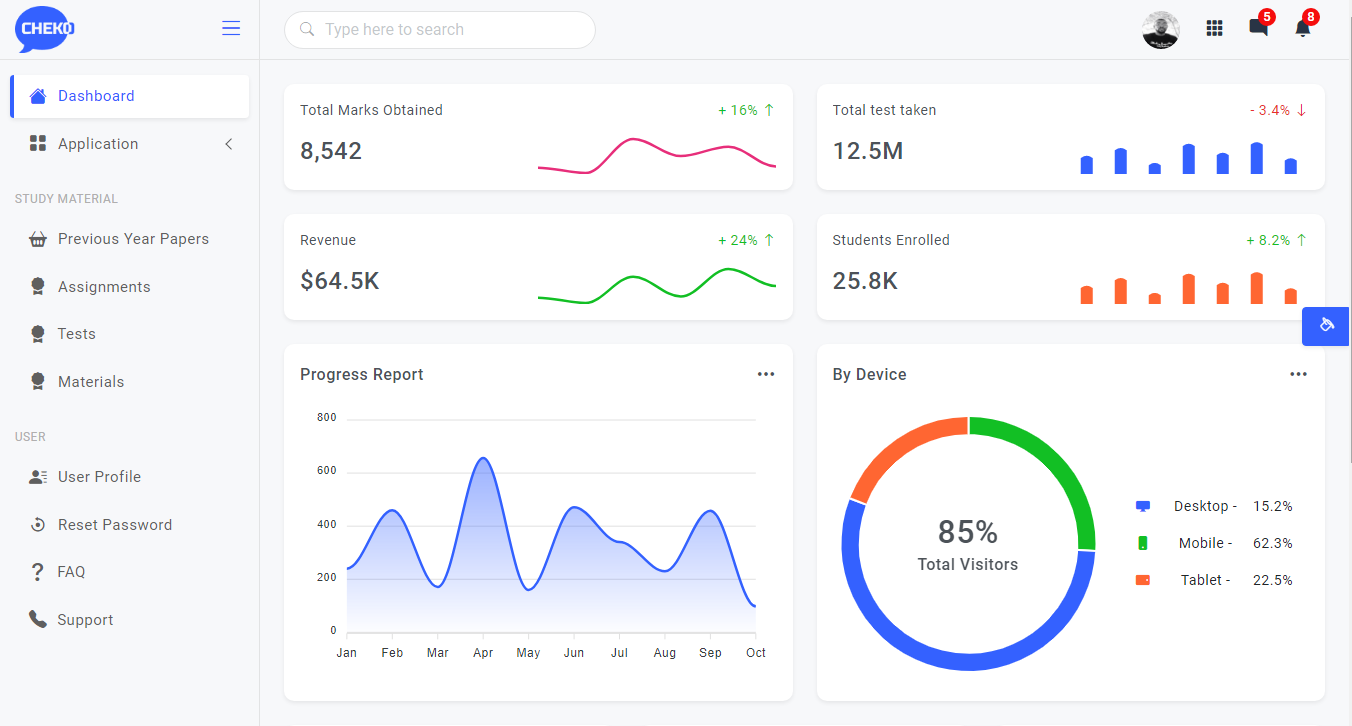 CHEKO
Type here to search
5
8
Dashboard
Application
STUDY MATERIAL
Previous Year Papers
Assignments
Tests
Materials
USER
User Profile
Reset Password
FAQ
Support
Total Marks Obtained
+ 16% ↑
8,542
Total test taken
- 3.4% ↓
12.5M
Revenue
+ 24% ↑
$64.5K
Students Enrolled
+ 8.2% ↑
25.8K
Progress Report
800
600
400
200
0
Jan Feb Mar Apr May Jun Jul Aug Sep Oct
By Device
85%
Total Visitors
Desktop - 15.2%
Mobile - 62.3%
Tablet - 22.5%